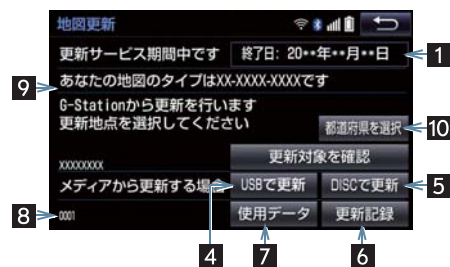 地図更新
更新サービス期間中です 終了日: 20**年**月**日 1
あなたの地図のタイプはXX-XXXX-XXXXです
9
G-Stationから更新を行います
更新地点を選択してください 都道府県を選択 10
更新対象を確認
XXXXXXXX
メディアから更新する場合 USBで更新 DISCで更新 5
8 0001 使用データ 更新記録
4 7 6